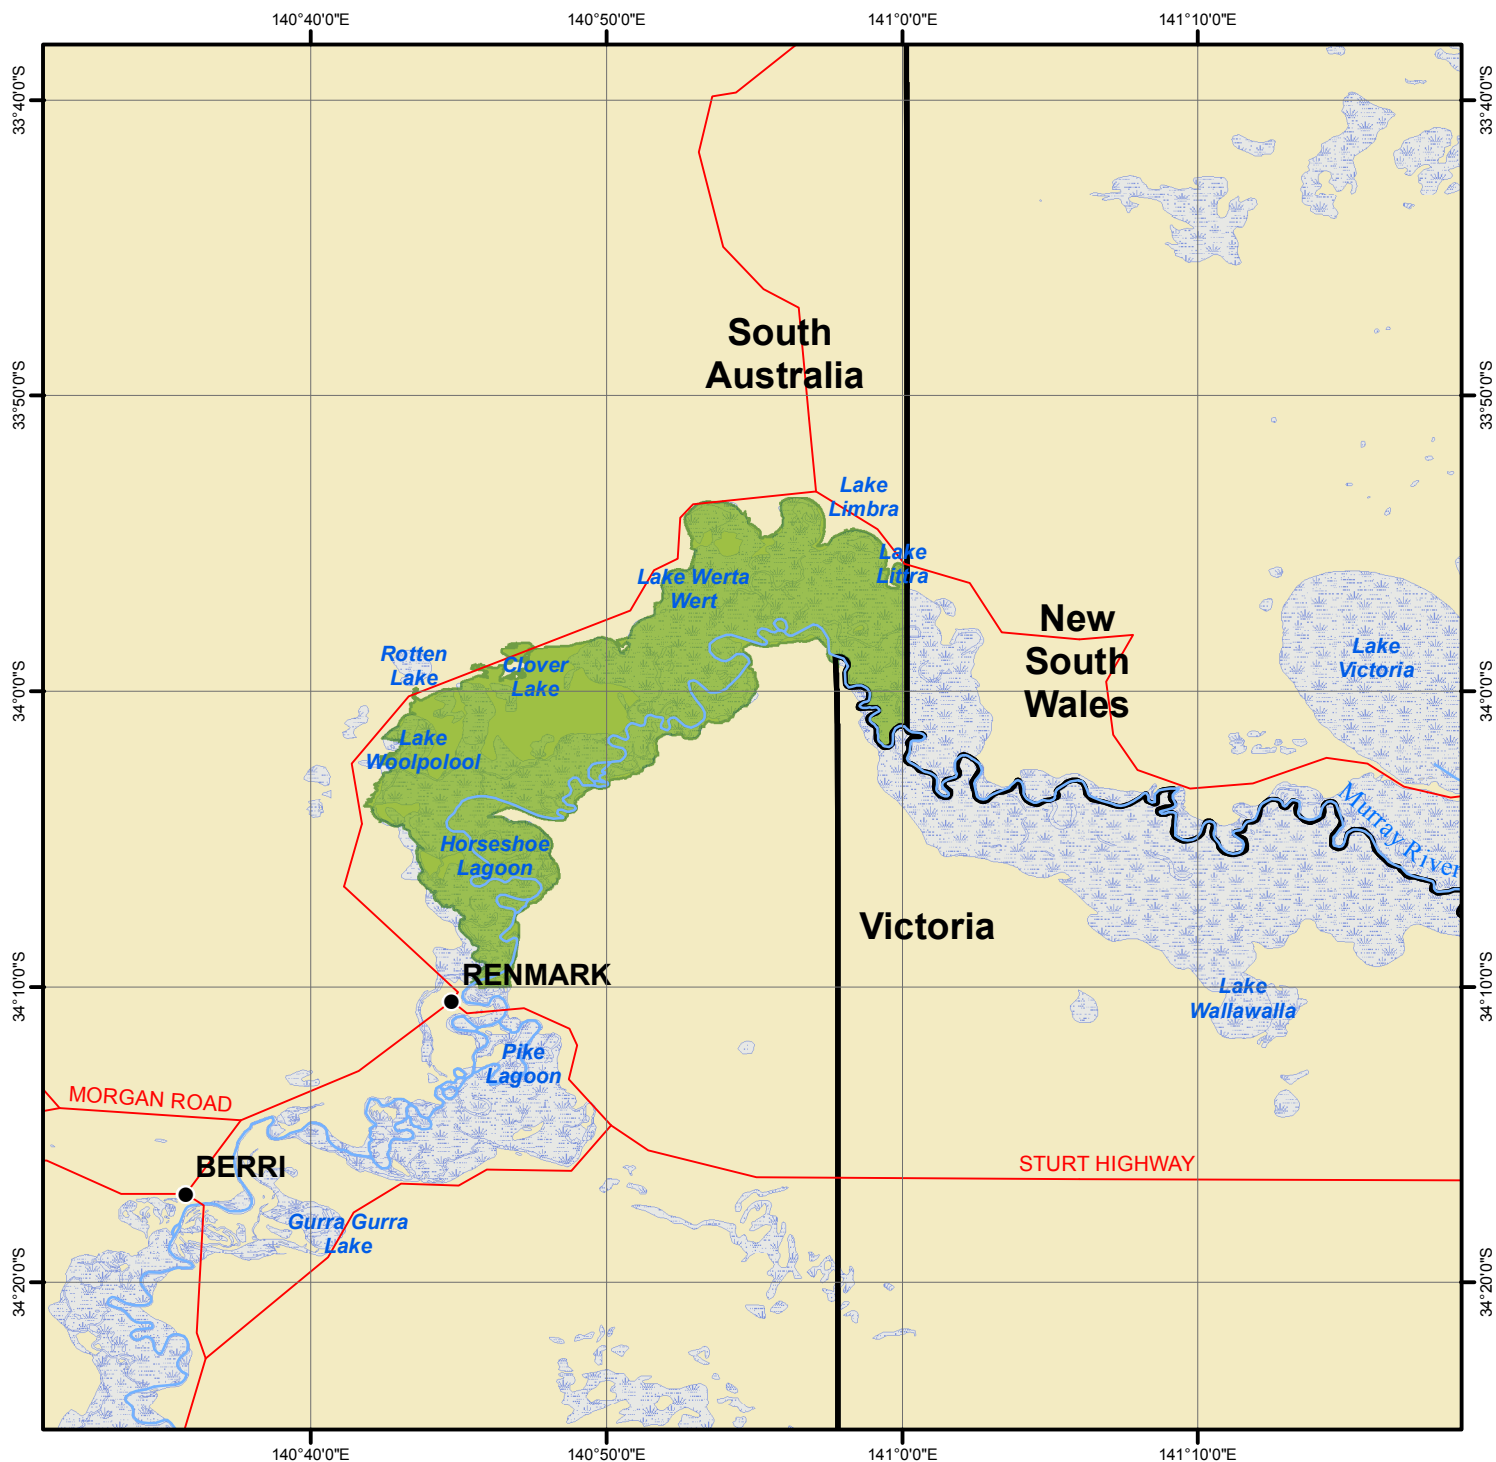 140°40'0"E
140°50'0"E
141°0'0"E
141°10'0"E
33°40'0"S
33°40'0"S
South
Australia
33°50'0"S
33°50'0"S
Lake
Limbra
Lake
Littra
Lake Werta
Wert
New
South
Wales
Rotten
Lake
Clover
Lake
Lake
Victoria
34°0'0"S
34°0'0"S
Lake
Woolpolool
Murray River
Horseshoe
Lagoon
Victoria
RENMARK
34°10'0"S
34°10'0"S
Lake
Wallawalla
Pike
Lagoon
MORGAN ROAD
BERRI
STURT HIGHWAY
Gurra Gurra
Lake
34°20'0"S
34°20'0"S
140°40'0"E
140°50'0"E
141°0'0"E
141°10'0"E